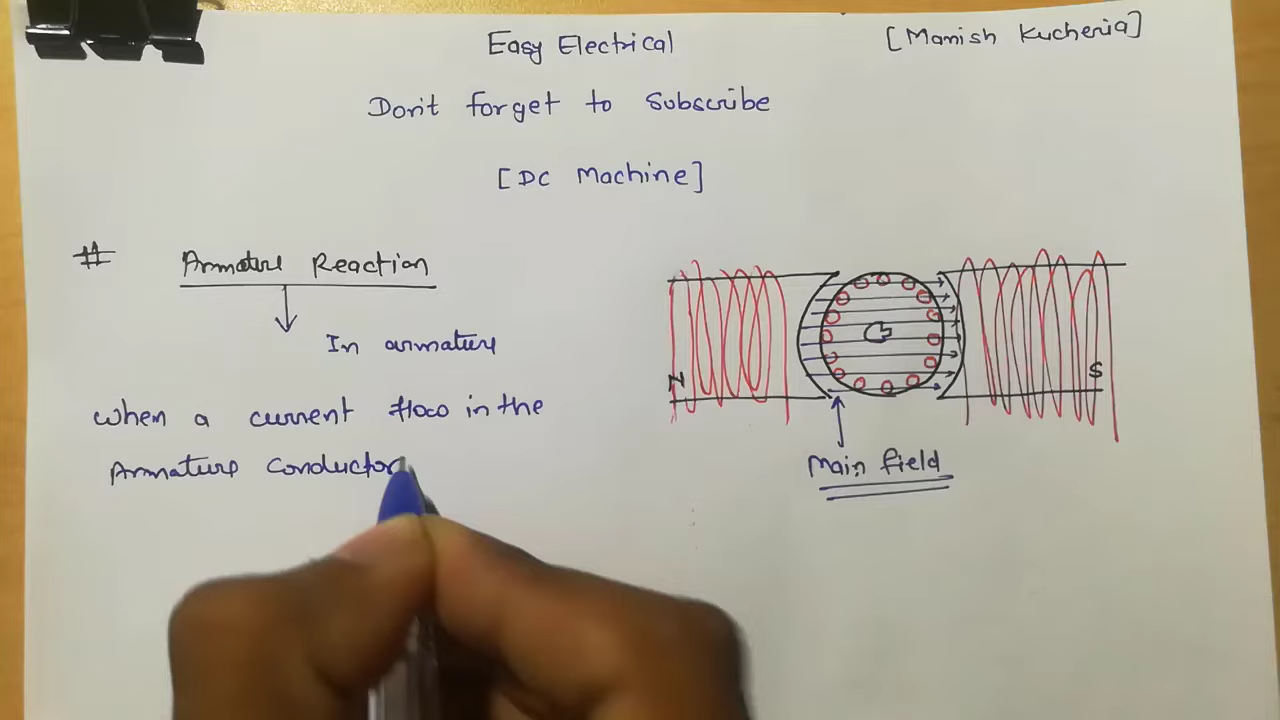 Easy Electrical
[Manish Kucheria]
Don't forget to Subscribe
[DC Machine]
# Armature Reaction
In armature
When a current flow in the
Armature Conductor
N
G
S
Main field